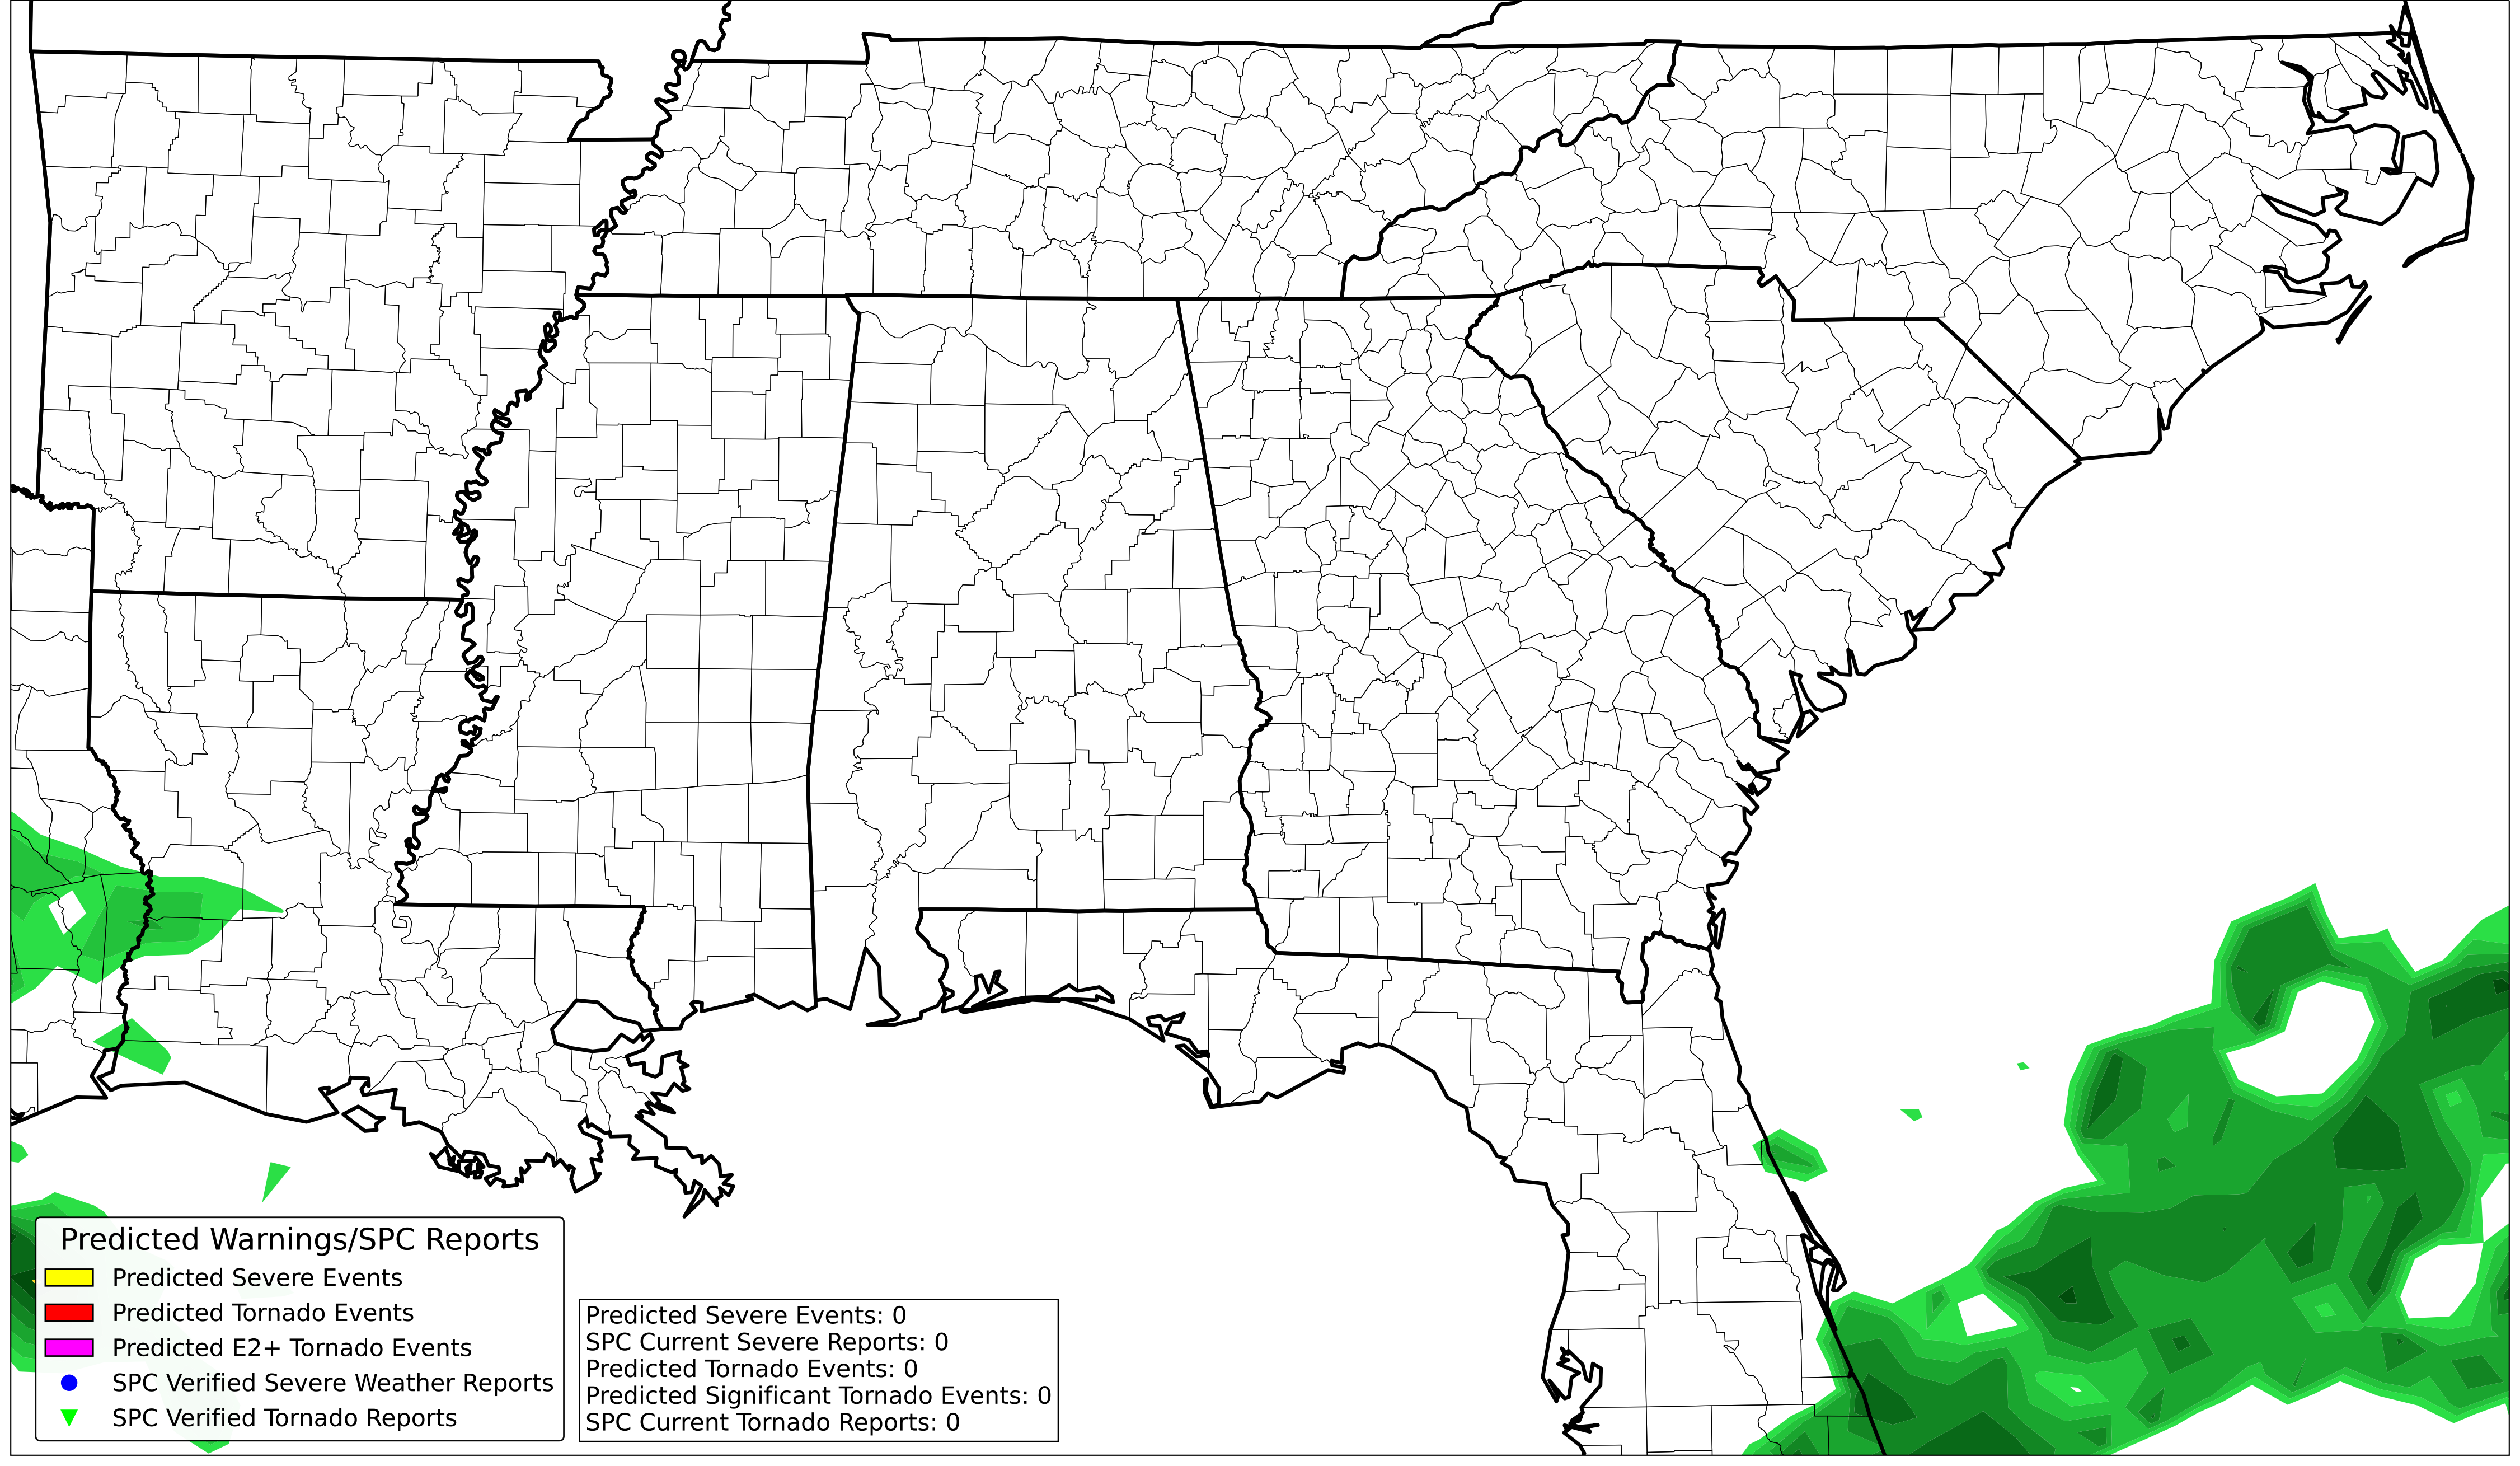 Predicted Warnings/SPC Reports
Predicted Severe Events
Predicted Tornado Events
Predicted E2+ Tornado Events
SPC Verified Severe Weather Reports
SPC Verified Tornado Reports
Predicted Severe Events: 0
SPC Current Severe Reports: 0
Predicted Tornado Events: 0
Predicted Significant Tornado Events: 0
SPC Current Tornado Reports: 0